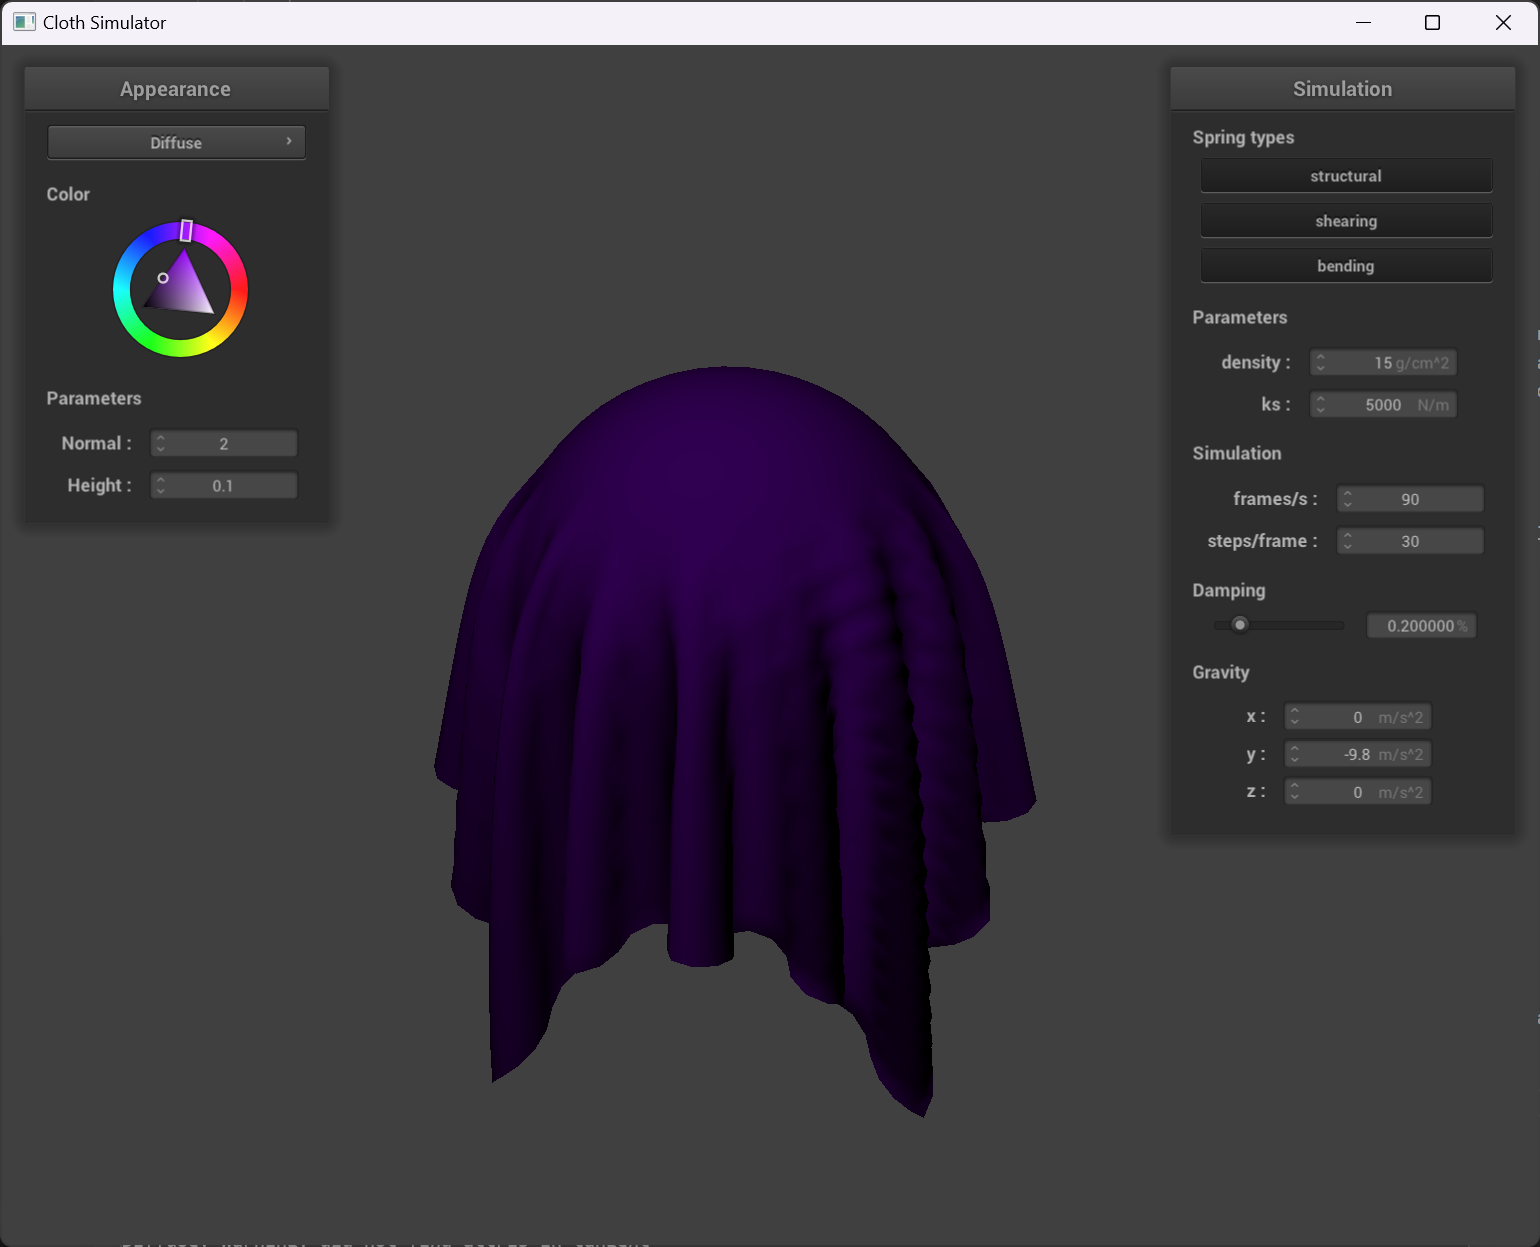 Cloth Simulator
Appearance
Diffuse
Color
Parameters
Normal : 2
Height : 0.1
Simulation
Spring types
structural
shearing
bending
Parameters
density : 15 g/cm^2
ks : 5000 N/m
Simulation
frames/s : 90
steps/frame : 30
Damping
0.200000 %
Gravity
x : 0 m/s^2
y : -9.8 m/s^2
z : 0 m/s^2